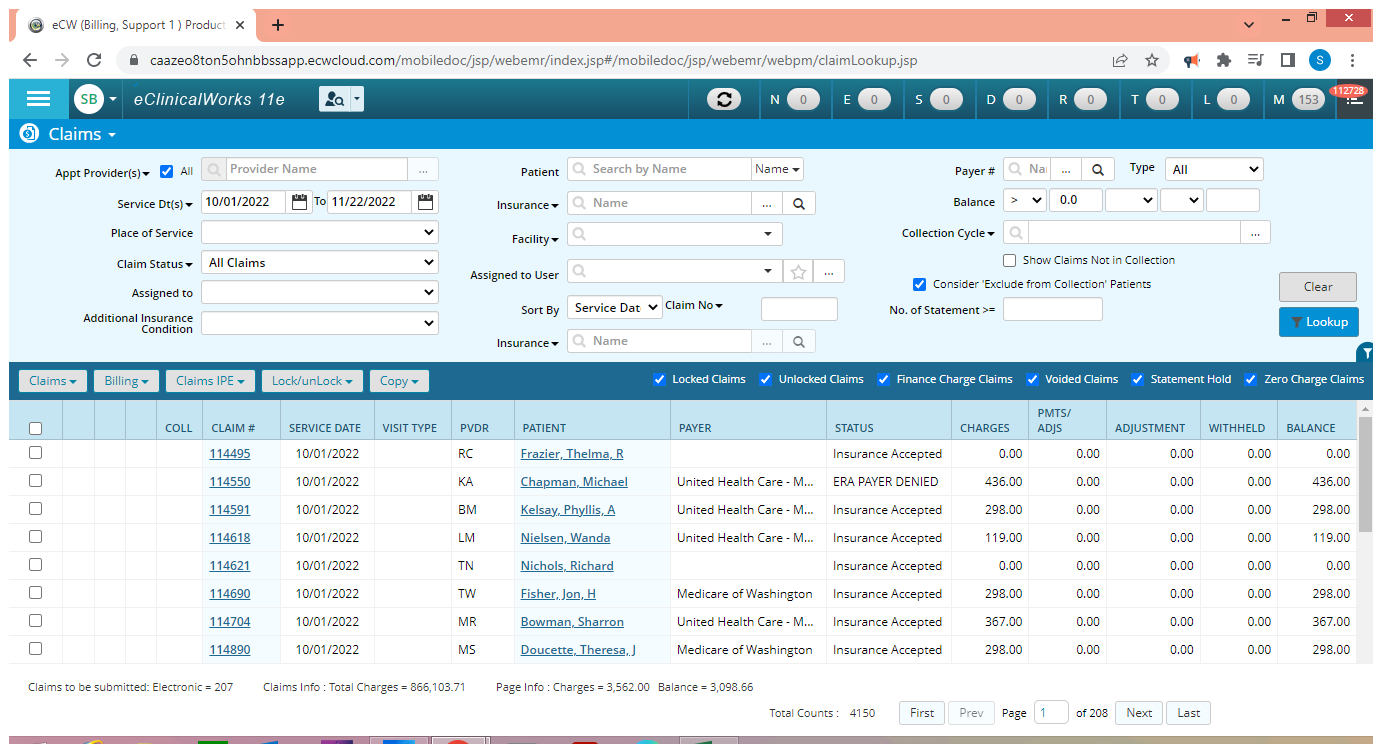 eCW (Billing, Support 1 ) Product
caazeo8ton5ohnbbssapp.ecwcloud.com/mobiledoc/jsp/webemr/index.jsp#/mobiledoc/jsp/webemr/webpm/claimLookup.jsp
S
SB eClinicalWorks 11e N 0 E 0 S 0 D 0 R 0 T 0 L 0 M 153 112728
Claims
Appt Provider(s) All Provider Name ... Patient Search by Name Name Payer # ... Type All
Service Dt(s) 10/01/2022 To 11/22/2022 Insurance Name ... Balance > 0.0
Place of Service Facility Collection Cycle ...
Claim Status All Claims Assigned to User ... Show Claims Not in Collection
Assigned to Consider 'Exclude from Collection' Patients Clear
Additional Insurance Condition Sort By Service Dat Claim No No. of Statement >= Lookup
Insurance Name ...
Claims Billing Claims IPE Lock/unLock Copy Locked Claims Unlocked Claims Finance Charge Claims Voided Claims Statement Hold Zero Charge Claims
COLL CLAIM # SERVICE DATE VISIT TYPE PVDR PATIENT PAYER STATUS CHARGES PMTS/ ADJS ADJUSTMENT WITHHELD BALANCE
114495 10/01/2022 RC Frazier, Thelma, R Insurance Accepted 0.00 0.00 0.00 0.00 0.00
114550 10/01/2022 KA Chapman, Michael United Health Care - M... ERA PAYER DENIED 436.00 0.00 0.00 0.00 436.00
114591 10/01/2022 BM Kelsay, Phyllis, A United Health Care - M... Insurance Accepted 298.00 0.00 0.00 0.00 298.00
114618 10/01/2022 LM Nielsen, Wanda United Health Care - M... Insurance Accepted 119.00 0.00 0.00 0.00 119.00
114621 10/01/2022 TN Nichols, Richard Insurance Accepted 0.00 0.00 0.00 0.00 0.00
114690 10/01/2022 TW Fisher, Jon, H Medicare of Washington Insurance Accepted 298.00 0.00 0.00 0.00 298.00
114704 10/01/2022 MR Bowman, Sharron United Health Care - M... Insurance Accepted 367.00 0.00 0.00 0.00 367.00
114890 10/01/2022 MS Doucette, Theresa, J Medicare of Washington Insurance Accepted 298.00 0.00 0.00 0.00 298.00
Claims to be submitted: Electronic = 207 Claims Info : Total Charges = 866,103.71 Page Info : Charges = 3,562.00 Balance = 3,098.66
Total Counts : 4150 First Prev Page 1 of 208 Next Last